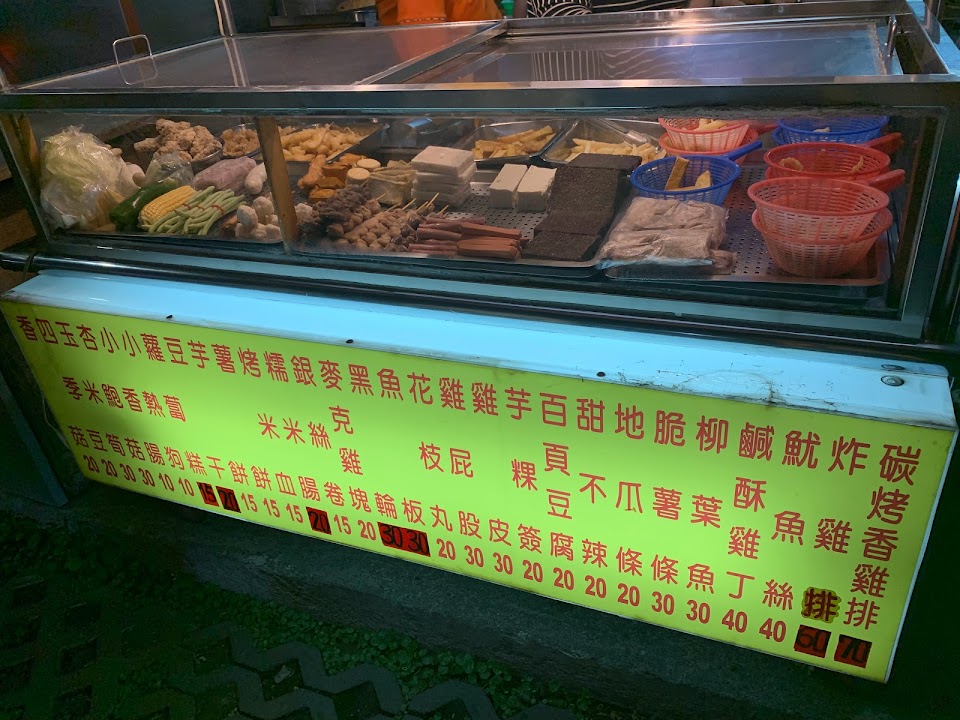 碳烤香雞排 70
炸雞排 60
魷魚絲 40
鹹酥雞丁 40
柳葉魚 30
脆薯條 30
地瓜條 20
甜不辣 20
百頁豆腐 20
芋粿簽 20
雞皮 30
雞屁股 30
花枝丸 20
魚板 30
黑輪 30
麥克雞塊 20
銀絲卷 15
糯米腸 20
烤米血 15
薯餅 15
芋餅 15
豆干 20
蘿蔔糕 15
小熱狗 10
小香腸 10
杏鮑菇 30
玉米筍 30
四季豆 20
香菇 20